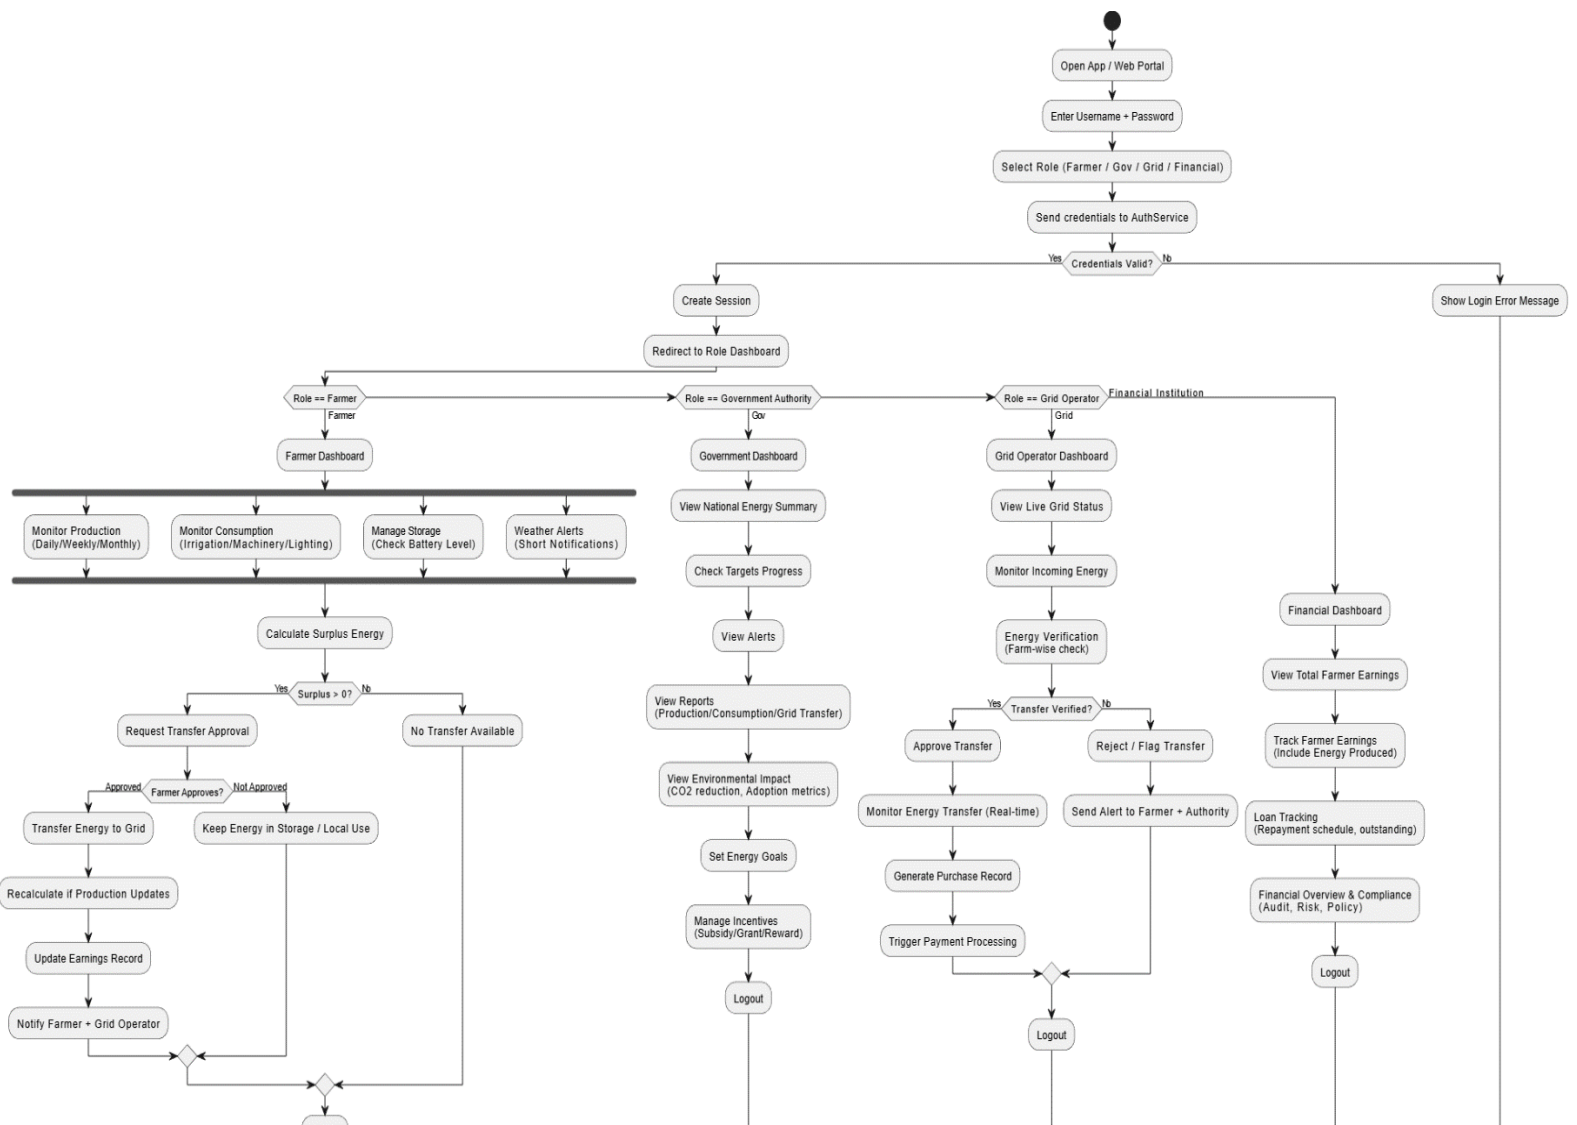 Open App / Web Portal
Enter Username + Password
Select Role (Farmer / Gov / Grid / Financial)
Send credentials to AuthService
Yes
Credentials Valid?
No
Create Session
Show Login Error Message
Redirect to Role Dashboard
Role == Farmer
Role == Government Authority
Role == Grid Operator
Financial Institution
Farmer
Gov
Grid
Farmer Dashboard
Government Dashboard
Grid Operator Dashboard
Monitor Production
(Daily/Weekly/Monthly)
Monitor Consumption
(Irrigation/Machinery/Lighting)
Manage Storage
(Check Battery Level)
Weather Alerts
(Short Notifications)
View National Energy Summary
View Live Grid Status
Check Targets Progress
Monitor Incoming Energy
Financial Dashboard
Calculate Surplus Energy
View Alerts
Energy Verification
(Farm-wise check)
View Total Farmer Earnings
Yes
Surplus > 0?
No
View Reports
(Production/Consumption/Grid Transfer)
Yes
Transfer Verified?
No
Request Transfer Approval
No Transfer Available
Approve Transfer
Reject / Flag Transfer
Track Farmer Earnings
(Include Energy Produced)
Approved
Farmer Approves?
Not Approved
View Environmental Impact
(CO2 reduction, Adoption metrics)
Transfer Energy to Grid
Keep Energy in Storage / Local Use
Monitor Energy Transfer (Real-time)
Send Alert to Farmer + Authority
Loan Tracking
(Repayment schedule, outstanding)
Set Energy Goals
Recalculate if Production Updates
Generate Purchase Record
Financial Overview & Compliance
(Audit, Risk, Policy)
Manage Incentives
(Subsidy/Grant/Reward)
Update Earnings Record
Trigger Payment Processing
Logout
Logout
Notify Farmer + Grid Operator
Logout